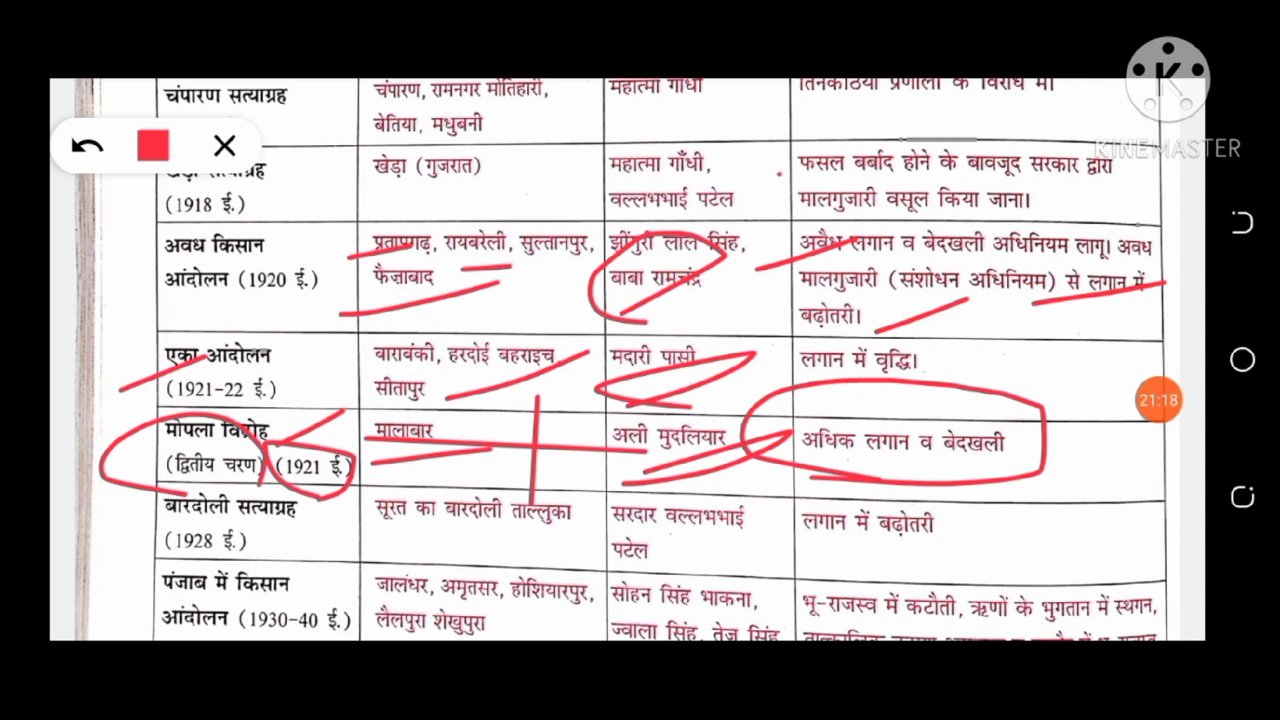 KINEMASTER
चंपारण सत्याग्रह
चंपारण, रामनगर मोतिहारी,
बेतिया, मधुबनी
महात्मा गांधी
तिनकठिया प्रणाली के विरोध में।
(1918 ई.)
खेड़ा (गुजरात)
महात्मा गाँधी,
वल्लभभाई पटेल
फसल बर्बाद होने के बावजूद सरकार द्वारा
मालगुजारी वसूल किया जाना।
अवध किसान
आंदोलन (1920 ई.)
प्रतापगढ़, रायबरेली, सुल्तानपुर,
फैज़ाबाद
झींगुरी लाल सिंह,
बाबा रामचंद्र
अवैध लगान व बेदखली अधिनियम लागू। अवध
मालगुजारी (संशोधन अधिनियम) से लगान में
बढ़ोतरी।
एका आंदोलन
(1921-22 ई.)
बाराबंकी, हरदोई बहराइच
सीतापुर
मदारी पासी
लगान में वृद्धि।
21:18
मोपला विद्रोह
(द्वितीय चरण) (1921 ई.)
मालाबार
अली मुदलियार
अधिक लगान व बेदखली
बारदोली सत्याग्रह
(1928 ई.)
सूरत का बारदोली ताल्लुका
सरदार वल्लभभाई
पटेल
लगान में बढ़ोतरी
पंजाब में किसान
आंदोलन (1930-40 ई.)
जालंधर, अमृतसर, होशियारपुर,
लैलपुरा शेखुपुरा
सोहन सिंह भाकना,
ज्वाला सिंह, तेज सिंह
भू-राजस्व में कटौती, ऋणों के भुगतान में स्थगन,